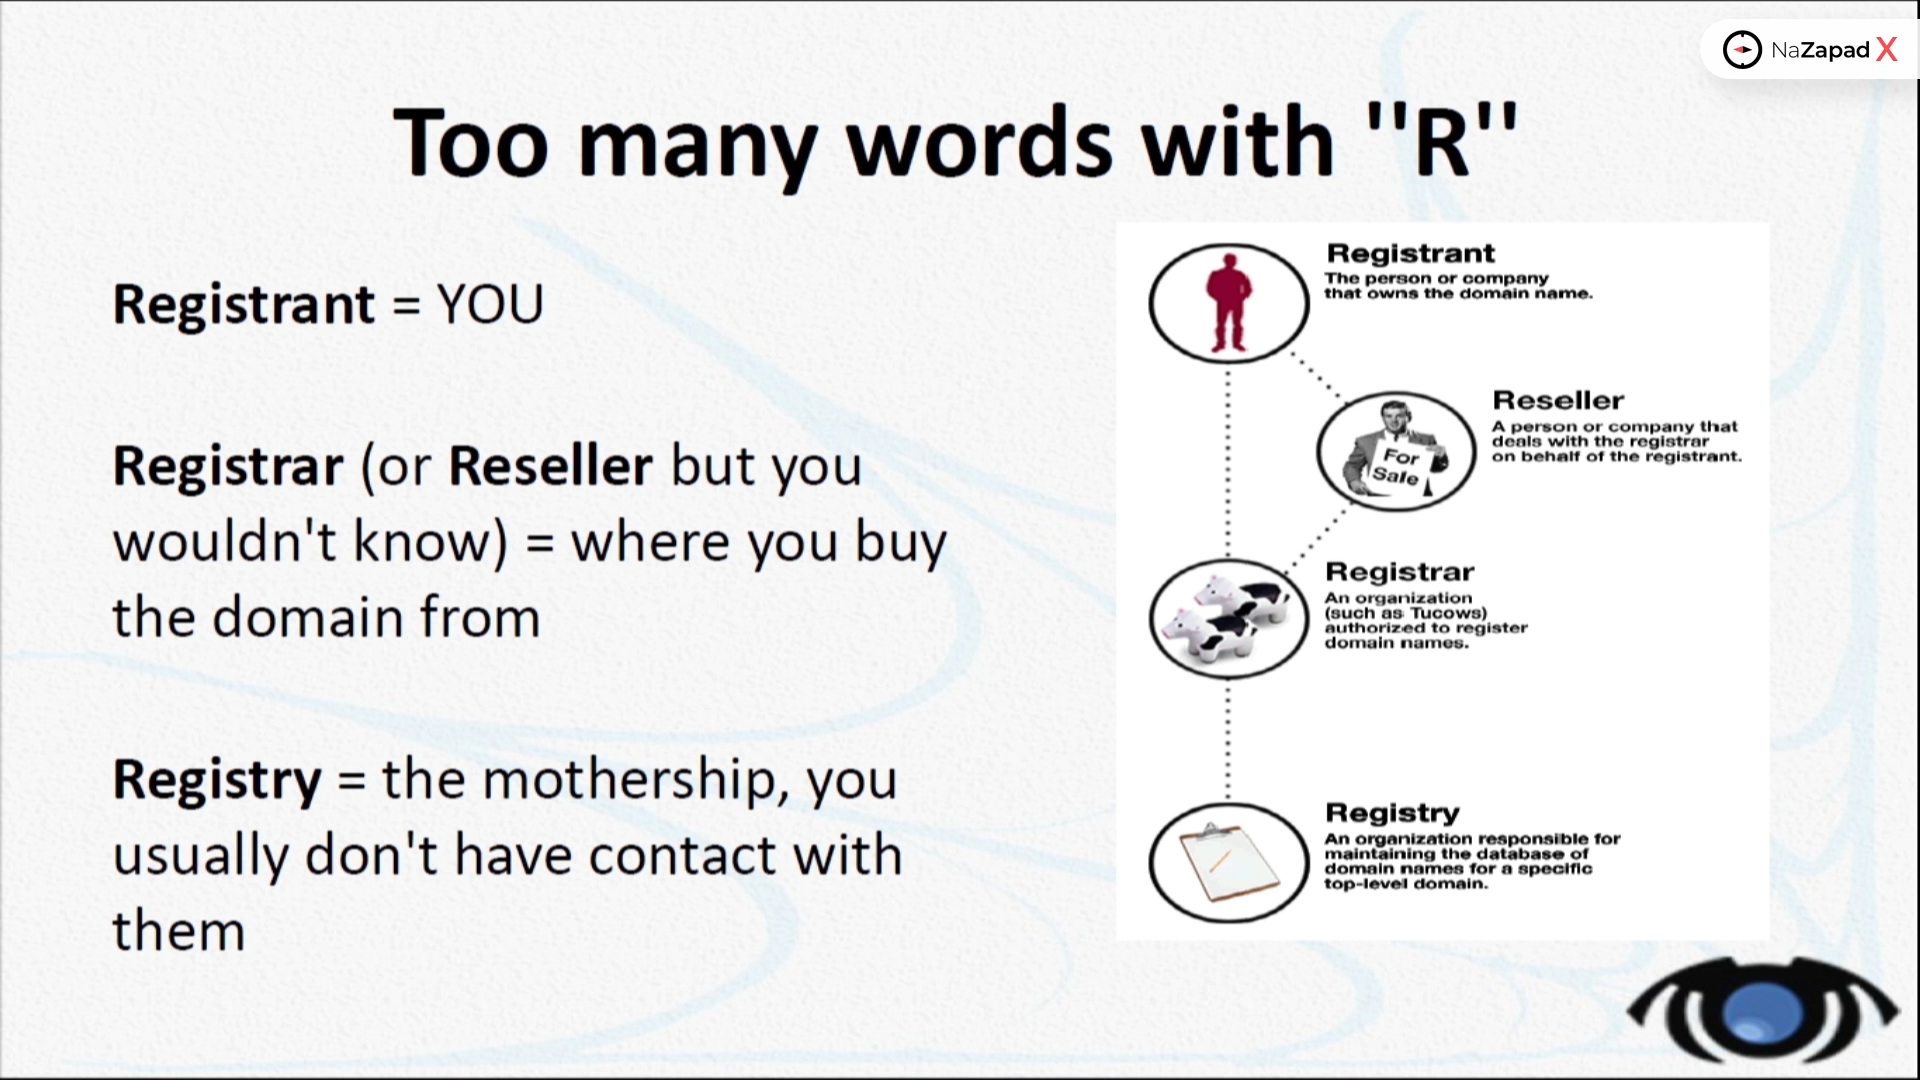 NaZapad X
Too many words with "R"
Registrant = YOU
Registrar (or Reseller but you
wouldn't know) = where you buy
the domain from
Registry = the mothership, you
usually don't have contact with
them
Registrant
The person or company
that owns the domain name.
Reseller
A person or company that
deals with the registrar
on behalf of the registrant.
For
Sale
Registrar
An organization
(such as Tucows)
authorized to register
domain names.
Registry
An organization responsible for
maintaining the database of
domain names for a specific
top-level domain.